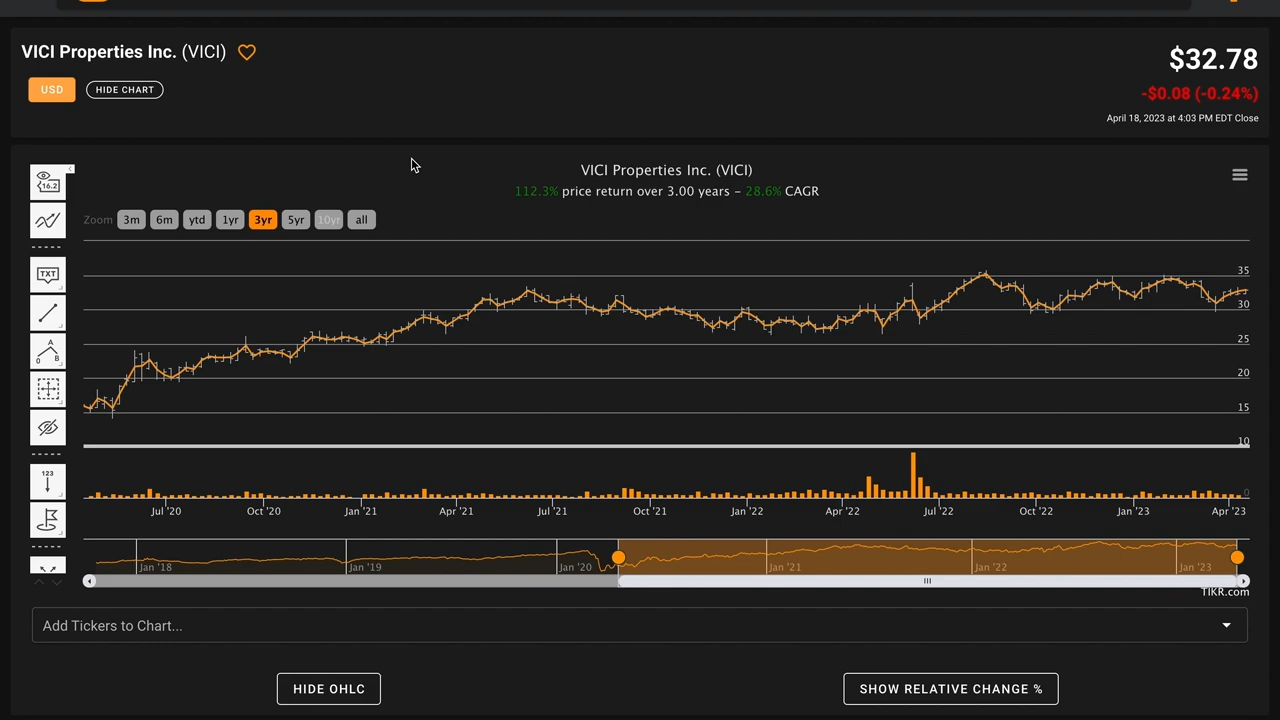 VICI Properties Inc. (VICI)
$32.78
USD
HIDE CHART
-$0.08 (-0.24%)
April 18, 2023 at 4:03 PM EDT Close
VICI Properties Inc. (VICI)
112.3% price return over 3.00 years – 28.6% CAGR
16.2
Zoom 3m 6m ytd 1yr 3yr 5yr 10yr all
TXT
A
0 B
123
35
30
25
20
15
10
0
Jul '20 Oct '20 Jan '21 Apr '21 Jul '21 Oct '21 Jan '22 Apr '22 Jul '22 Oct '22 Jan '23 Apr '23
Jan '18 Jan '19 Jan '20 Jan '21 Jan '22 Jan '23
TIKR.com
Add Tickers to Chart...
HIDE OHLC
SHOW RELATIVE CHANGE %